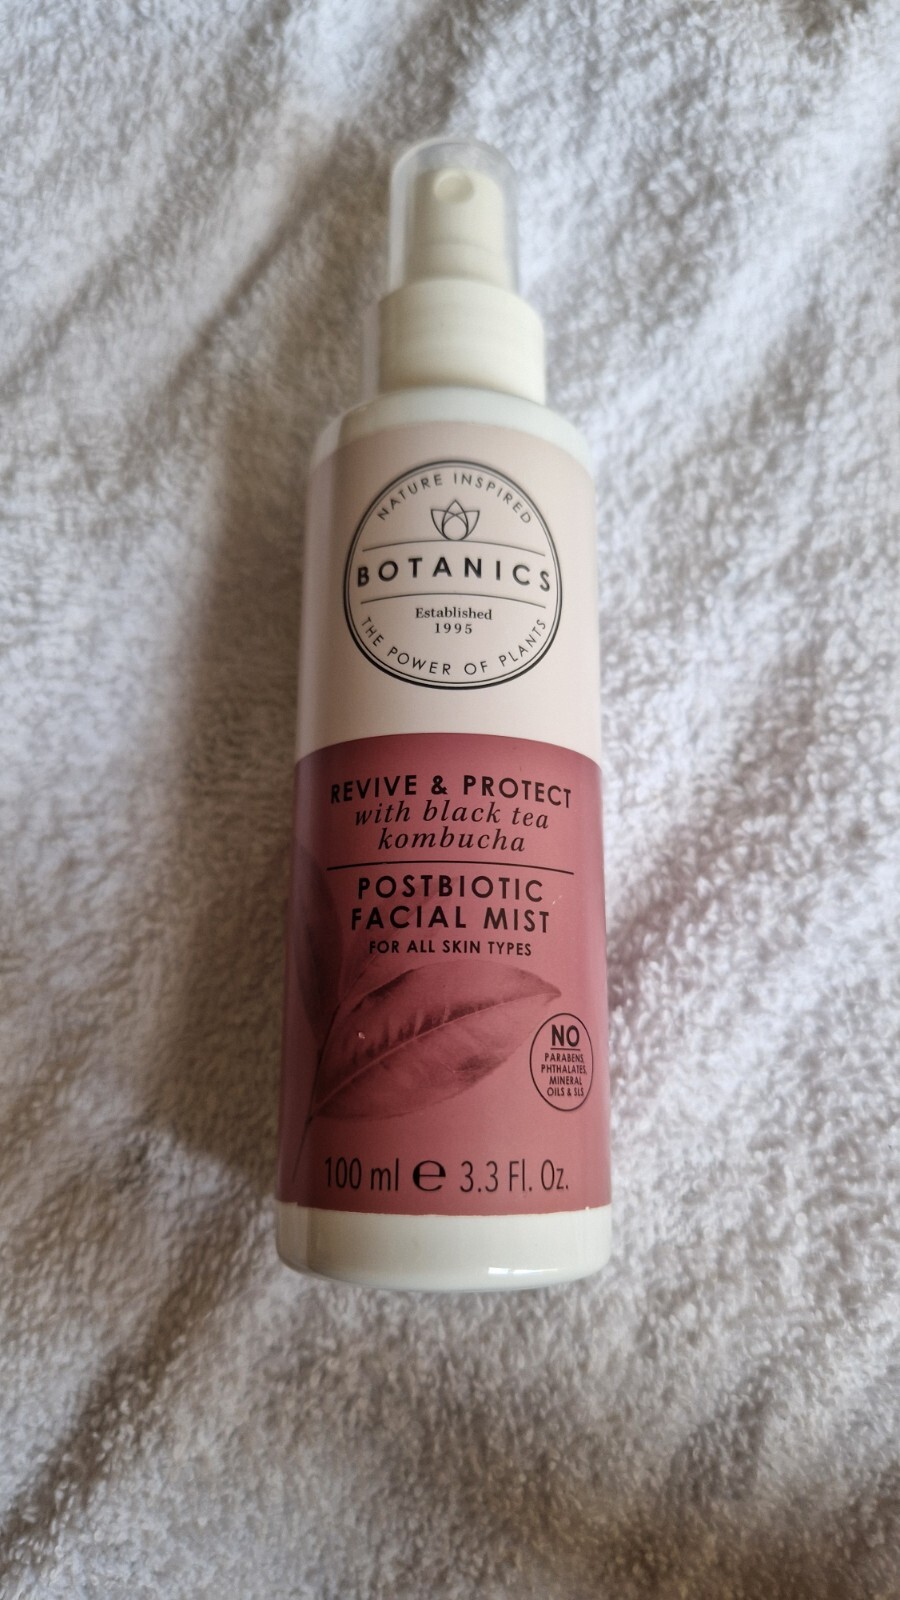 NATURE INSPIRED
BOTANICS
Established
1995
THE POWER OF PLANTS
REVIVE & PROTECT
with black tea
kombucha
POSTBIOTIC
FACIAL MIST
FOR ALL SKIN TYPES
NO
PARABENS,
PHTHALATES,
MINERAL
OILS & SLS
100 ml ℮ 3.3 Fl. Oz.